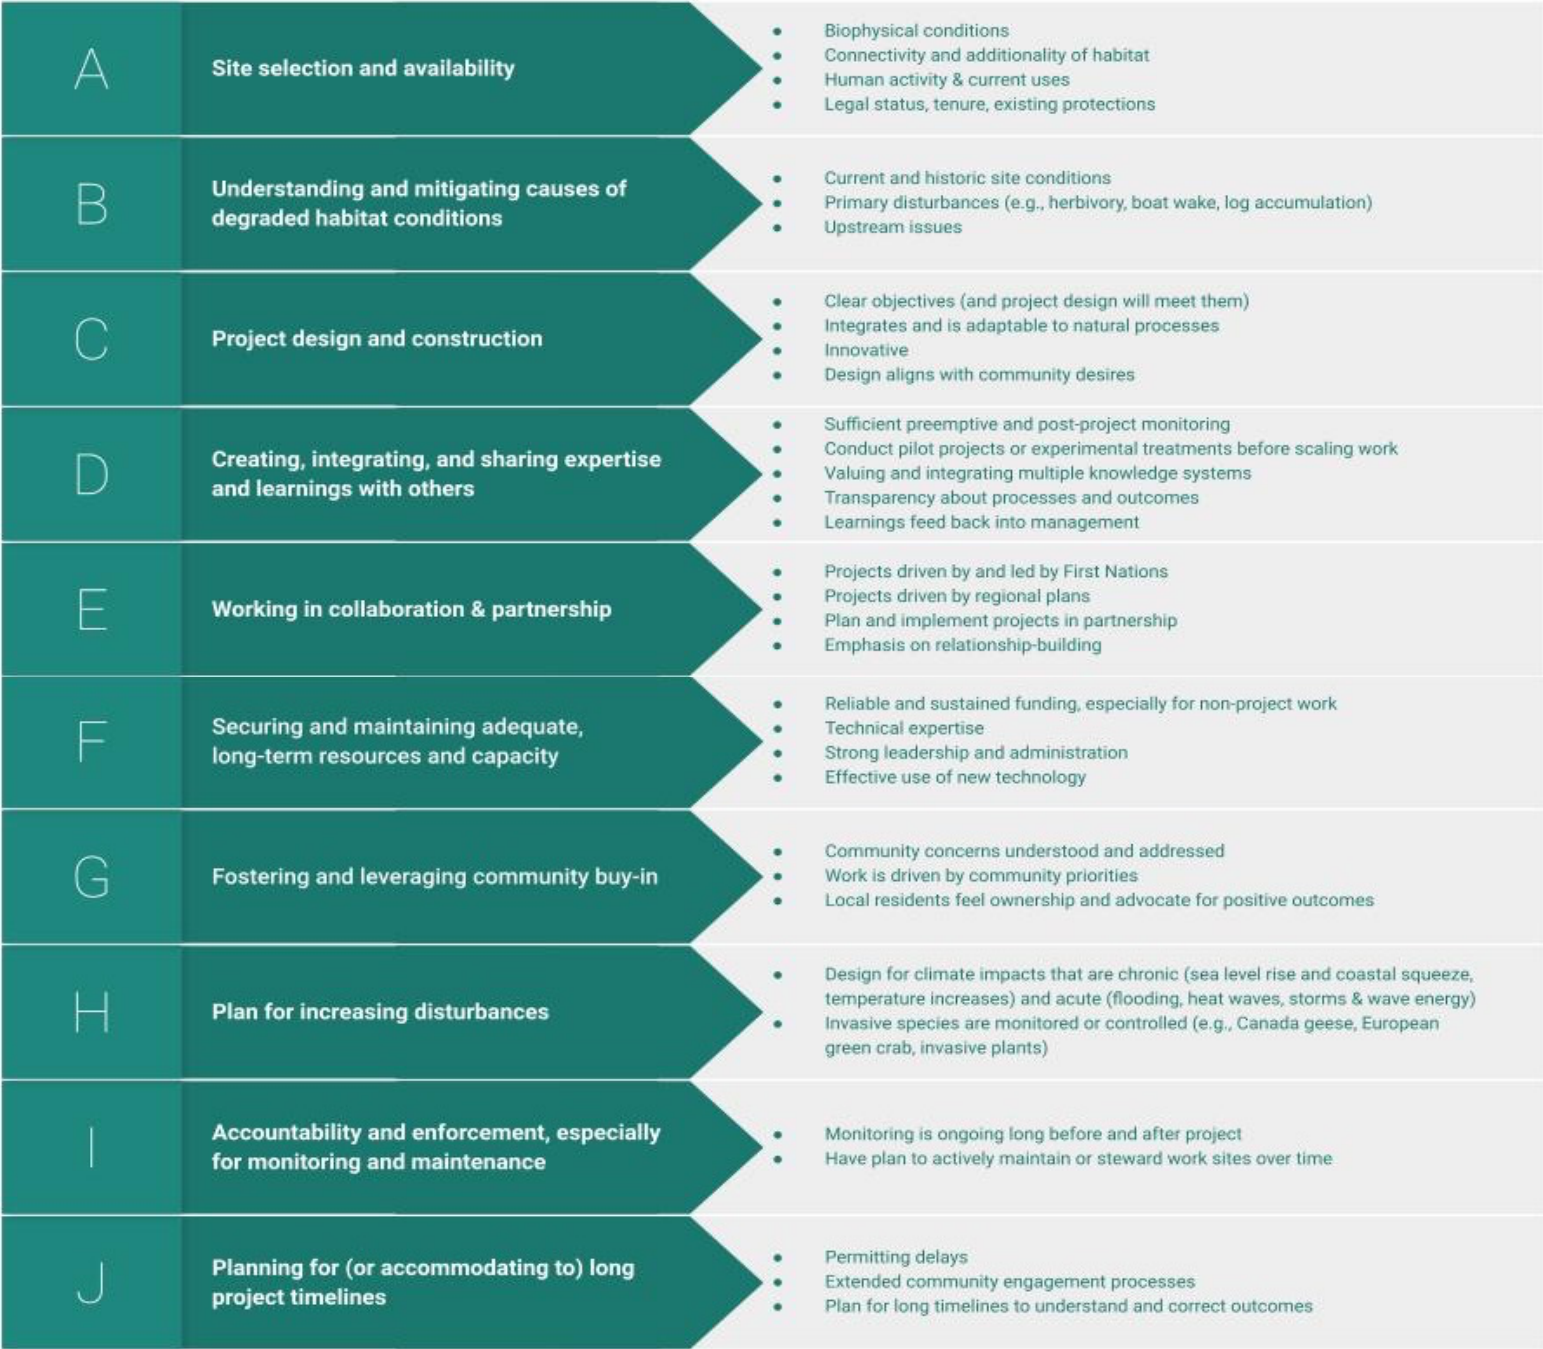 A
Site selection and availability
• Biophysical conditions
• Connectivity and additionality of habitat
• Human activity & current uses
• Legal status, tenure, existing protections
B
Understanding and mitigating causes of
degraded habitat conditions
• Current and historic site conditions
• Primary disturbances (e.g., herbivory, boat wake, log accumulation)
• Upstream issues
C
Project design and construction
• Clear objectives (and project design will meet them)
• Integrates and is adaptable to natural processes
• Innovative
• Design aligns with community desires
D
Creating, integrating, and sharing expertise
and learnings with others
• Sufficient preemptive and post-project monitoring
• Conduct pilot projects or experimental treatments before scaling work
• Valuing and integrating multiple knowledge systems
• Transparency about processes and outcomes
• Learnings feed back into management
E
Working in collaboration & partnership
• Projects driven by and led by First Nations
• Projects driven by regional plans
• Plan and implement projects in partnership
• Emphasis on relationship-building
F
Securing and maintaining adequate,
long-term resources and capacity
• Reliable and sustained funding, especially for non-project work
• Technical expertise
• Strong leadership and administration
• Effective use of new technology
G
Fostering and leveraging community buy-in
• Community concerns understood and addressed
• Work is driven by community priorities
• Local residents feel ownership and advocate for positive outcomes
H
Plan for increasing disturbances
• Design for climate impacts that are chronic (sea level rise and coastal squeeze,
temperature increases) and acute (flooding, heat waves, storms & wave energy)
• Invasive species are monitored or controlled (e.g., Canada geese, European
green crab, invasive plants)
I
Accountability and enforcement, especially
for monitoring and maintenance
• Monitoring is ongoing long before and after project
• Have plan to actively maintain or steward work sites over time
J
Planning for (or accommodating to) long
project timelines
• Permitting delays
• Extended community engagement processes
• Plan for long timelines to understand and correct outcomes